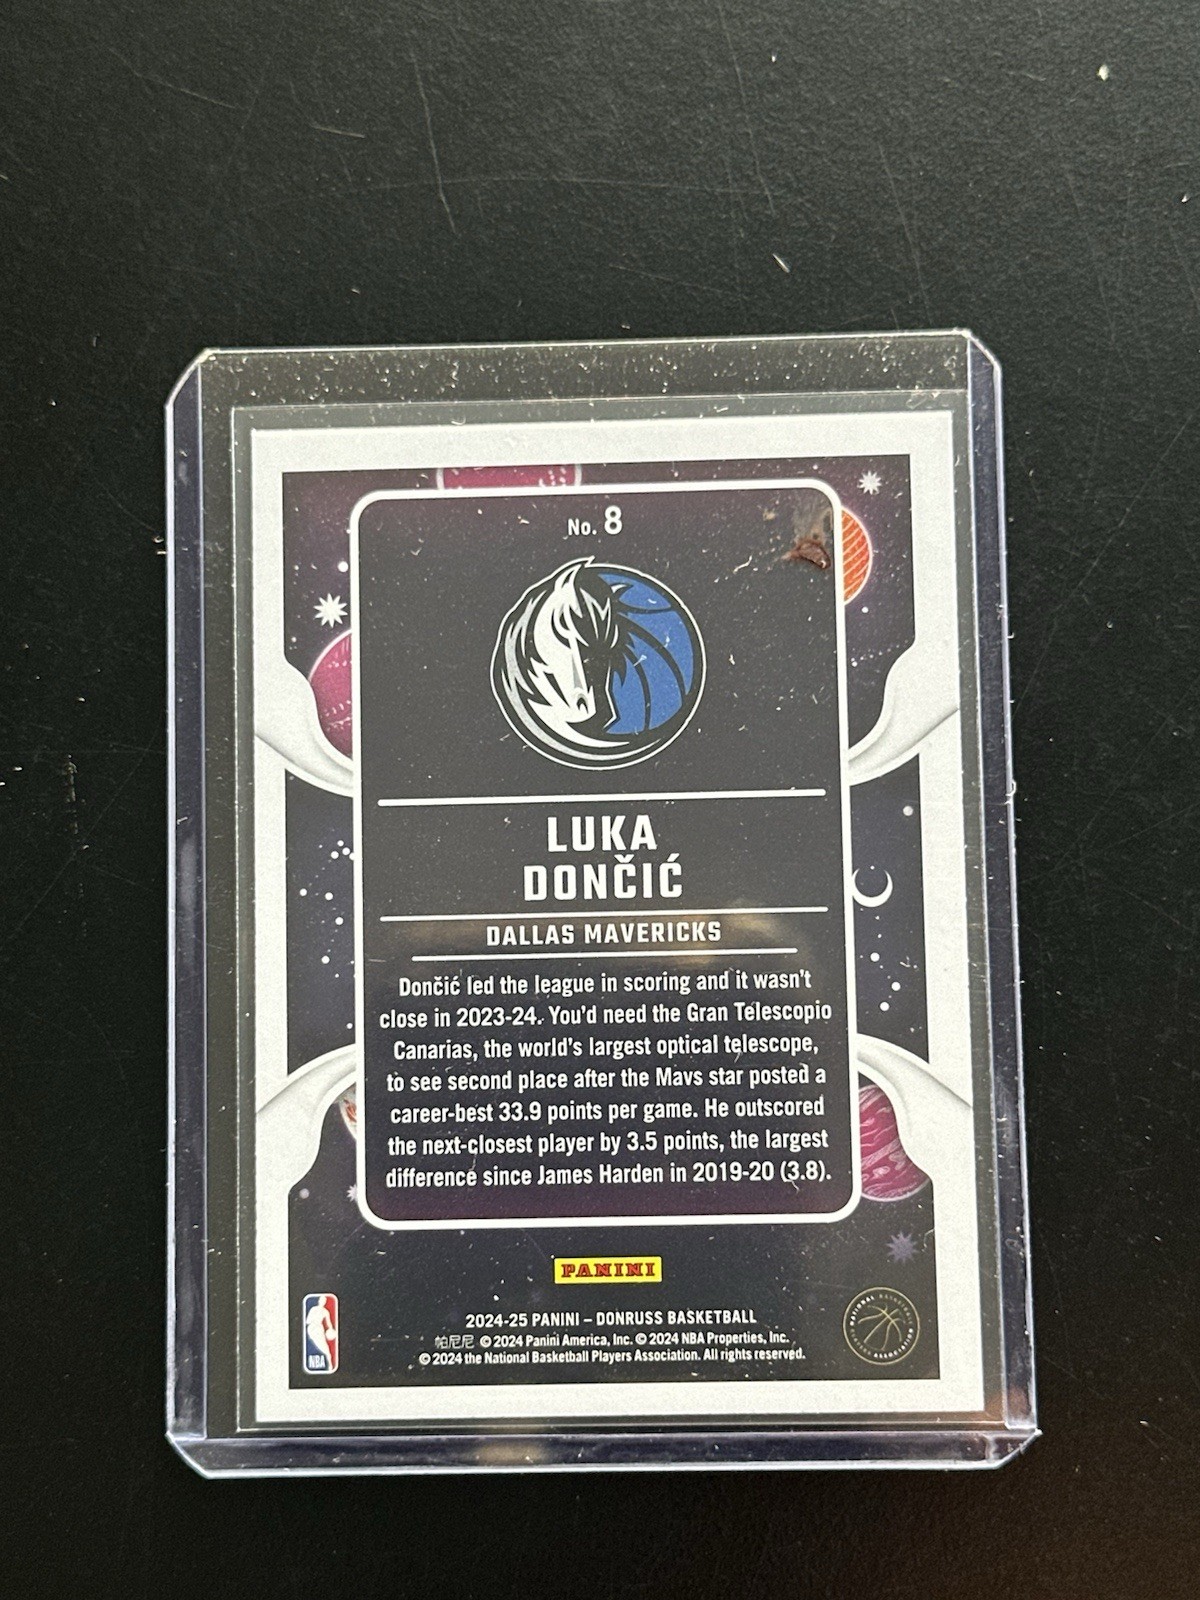 No. 8
LUKA
DONČIĆ
DALLAS MAVERICKS
Dončić led the league in scoring and it wasn't
close in 2023-24. You'd need the Gran Telescopio
Canarias, the world's largest optical telescope,
to see second place after the Mavs star posted a
career-best 33.9 points per game. He outscored
the next-closest player by 3.5 points, the largest
difference since James Harden in 2019-20 (3.8).
PANINI
2024-25 PANINI – DONRUSS BASKETBALL
帕尼尼 © 2024 Panini America, Inc. © 2024 NBA Properties, Inc.
© 2024 the National Basketball Players Association. All rights reserved.
NBA
NATIONAL BASKETBALL PLAYERS ASSOCIATION